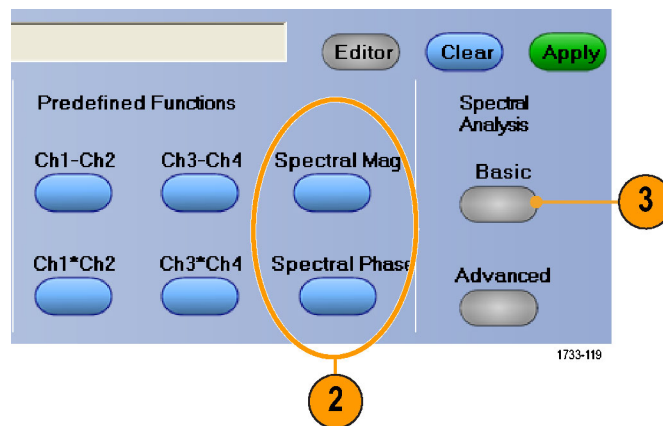 Editor Clear Apply
Predefined Functions
Spectral
Analysis
Ch1-Ch2 Ch3-Ch4 Spectral Mag
Basic
3
Ch1*Ch2 Ch3*Ch4 Spectral Phase
Advanced
1733-119
2